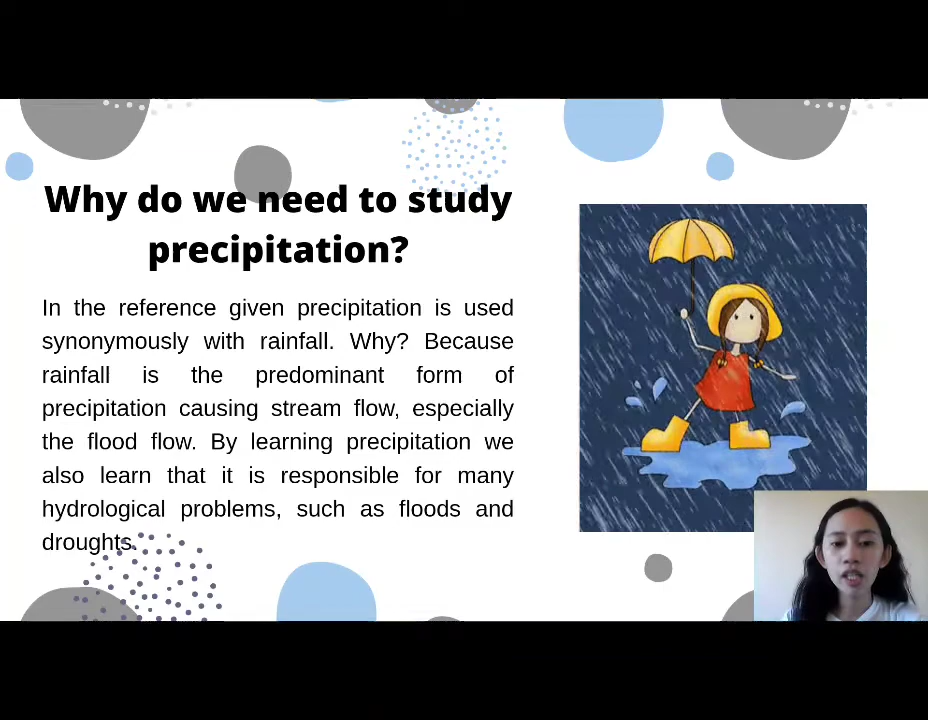 Why do we need to study
precipitation?
In the reference given precipitation is used
synonymously with rainfall. Why? Because
rainfall is the predominant form of
precipitation causing stream flow, especially
the flood flow. By learning precipitation we
also learn that it is responsible for many
hydrological problems, such as floods and
droughts.